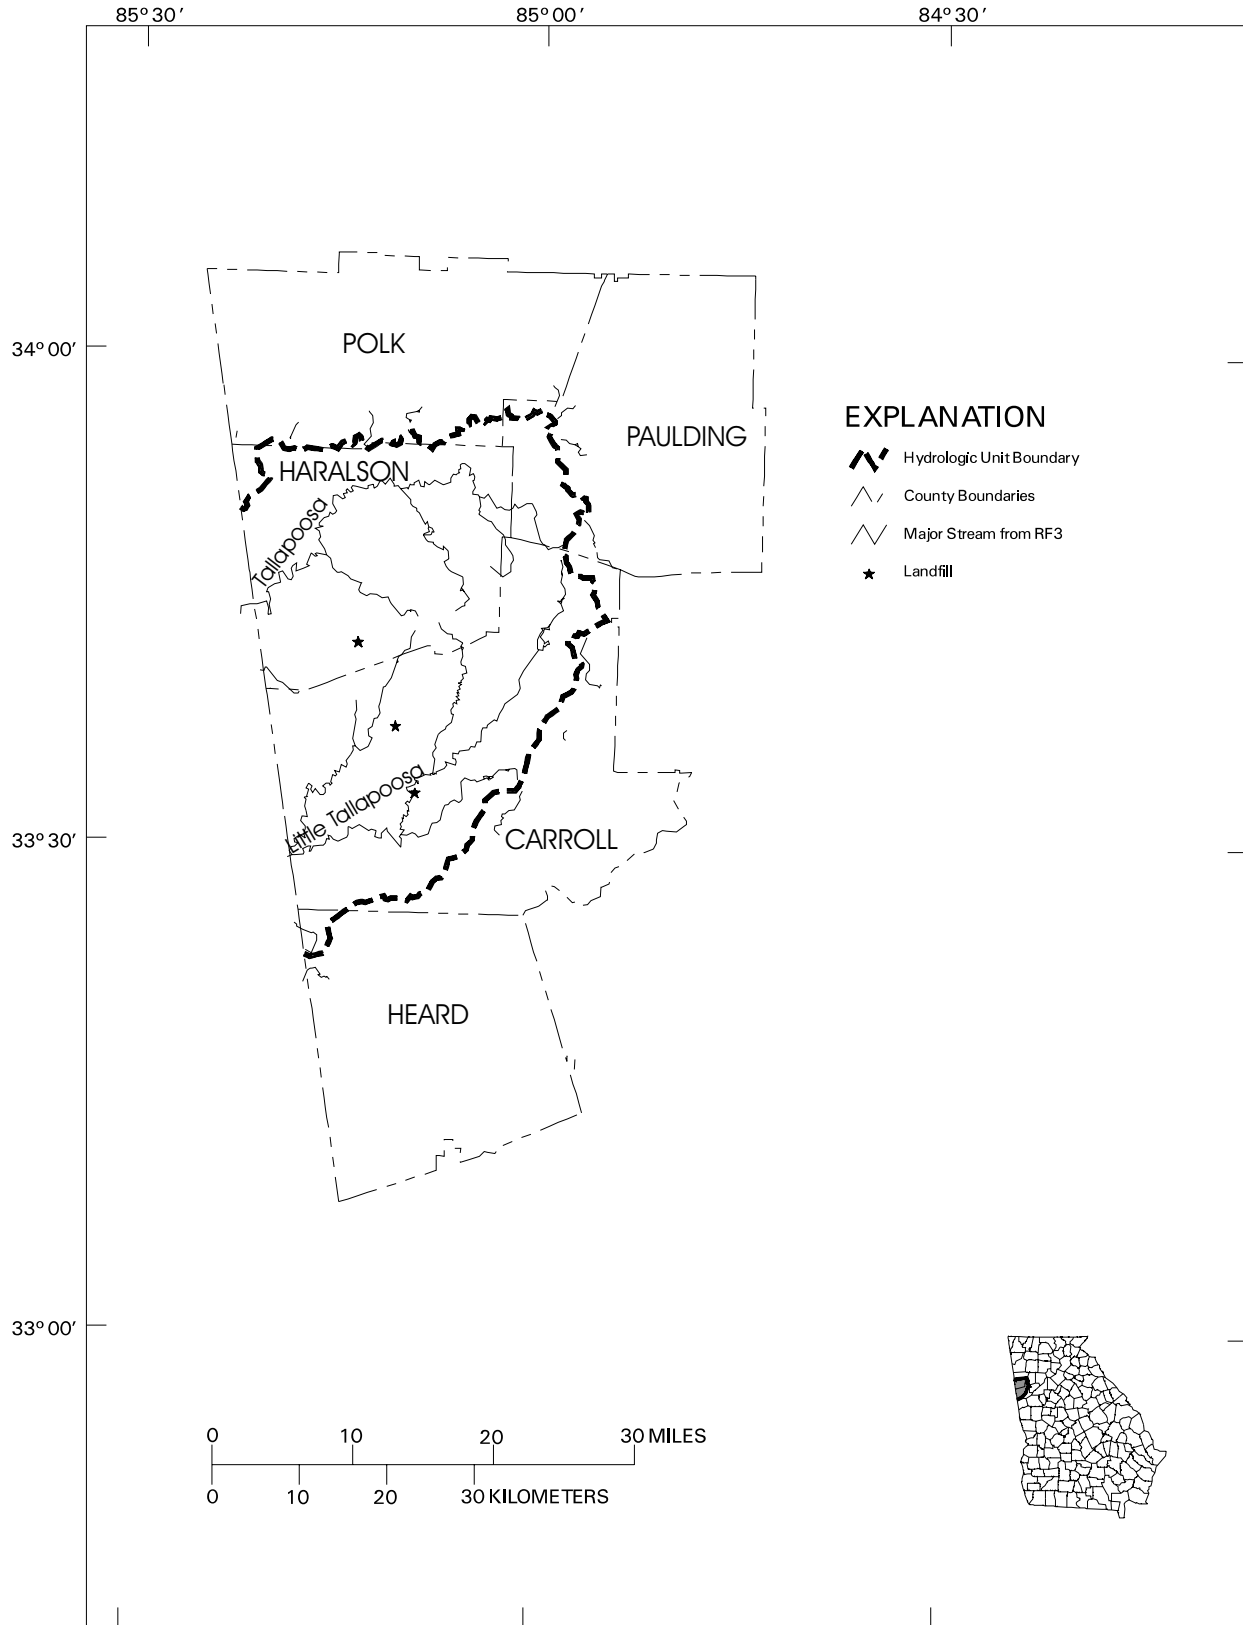 85° 30′ 85° 00′ 84° 30′
34° 00′
POLK
PAULDING
HARALSON
Tallapoosa
EXPLANATION
Hydrologic Unit Boundary
County Boundaries
Major Stream from RF3
Landfill
Little Tallapoosa
33° 30′
CARROLL
HEARD
33° 00′
0 10 20 30 MILES
0 10 20 30 KILOMETERS